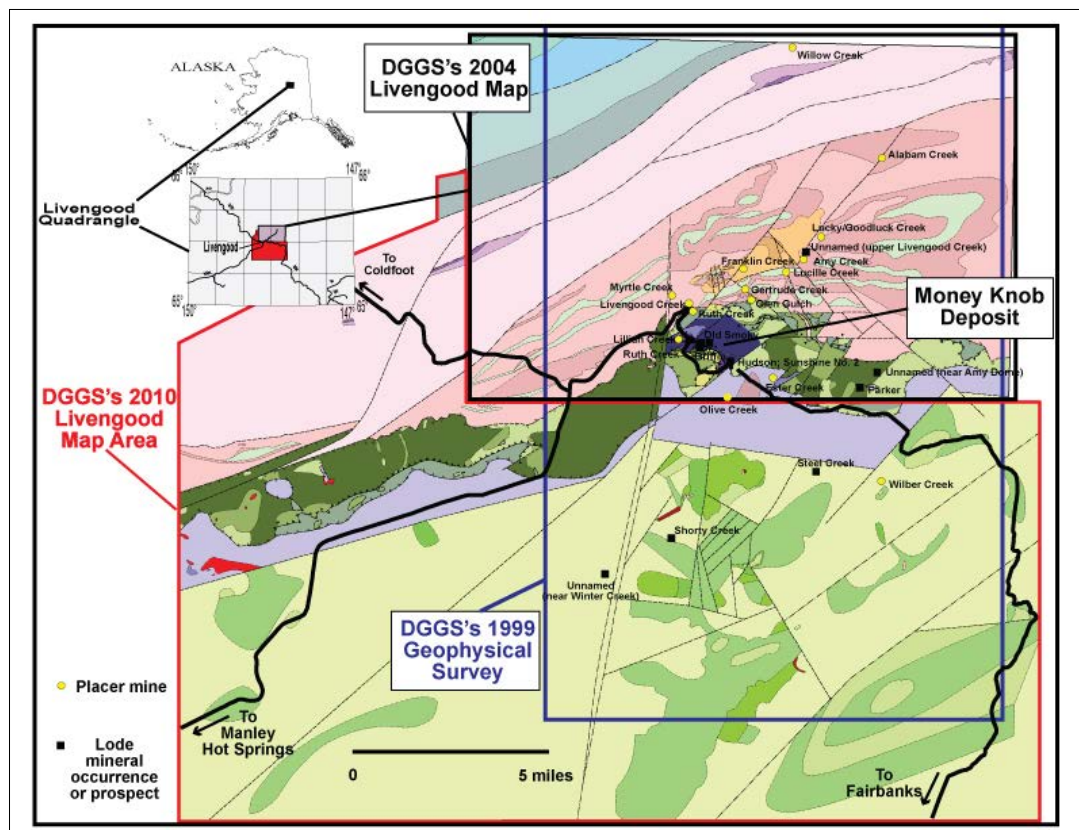 ALASKA
DGGS's 2004
Livengood Map
Willow Creek
150°
147°
66°
Livengood
Quadrangle
Livengood
65°
150°
147°
65°
To
Coldfoot
Alabam Creek
Lucky/Goodluck Creek
Unnamed (upper Livengood Creek)
Franklin Creek
Amy Creek
Lucille Creek
Myrtle Creek
Gertrude Creek
Livengood Creek
Glen Gulch
Ruth Creek
Money Knob
Deposit
Lillian Creek
Old Smoky
Ruth Creek
Hudson; Sunshine No. 2
Unnamed (near Amy Dome)
Ester Creek
Parker
Olive Creek
DGGS's 2010
Livengood
Map Area
Steel Creek
Wilber Creek
Shorty Creek
Unnamed
(near Winter Creek)
DGGS's 1999
Geophysical
Survey
Placer mine
To
Manley
Hot Springs
Lode
mineral
occurrence
or prospect
0
5 miles
To
Fairbanks